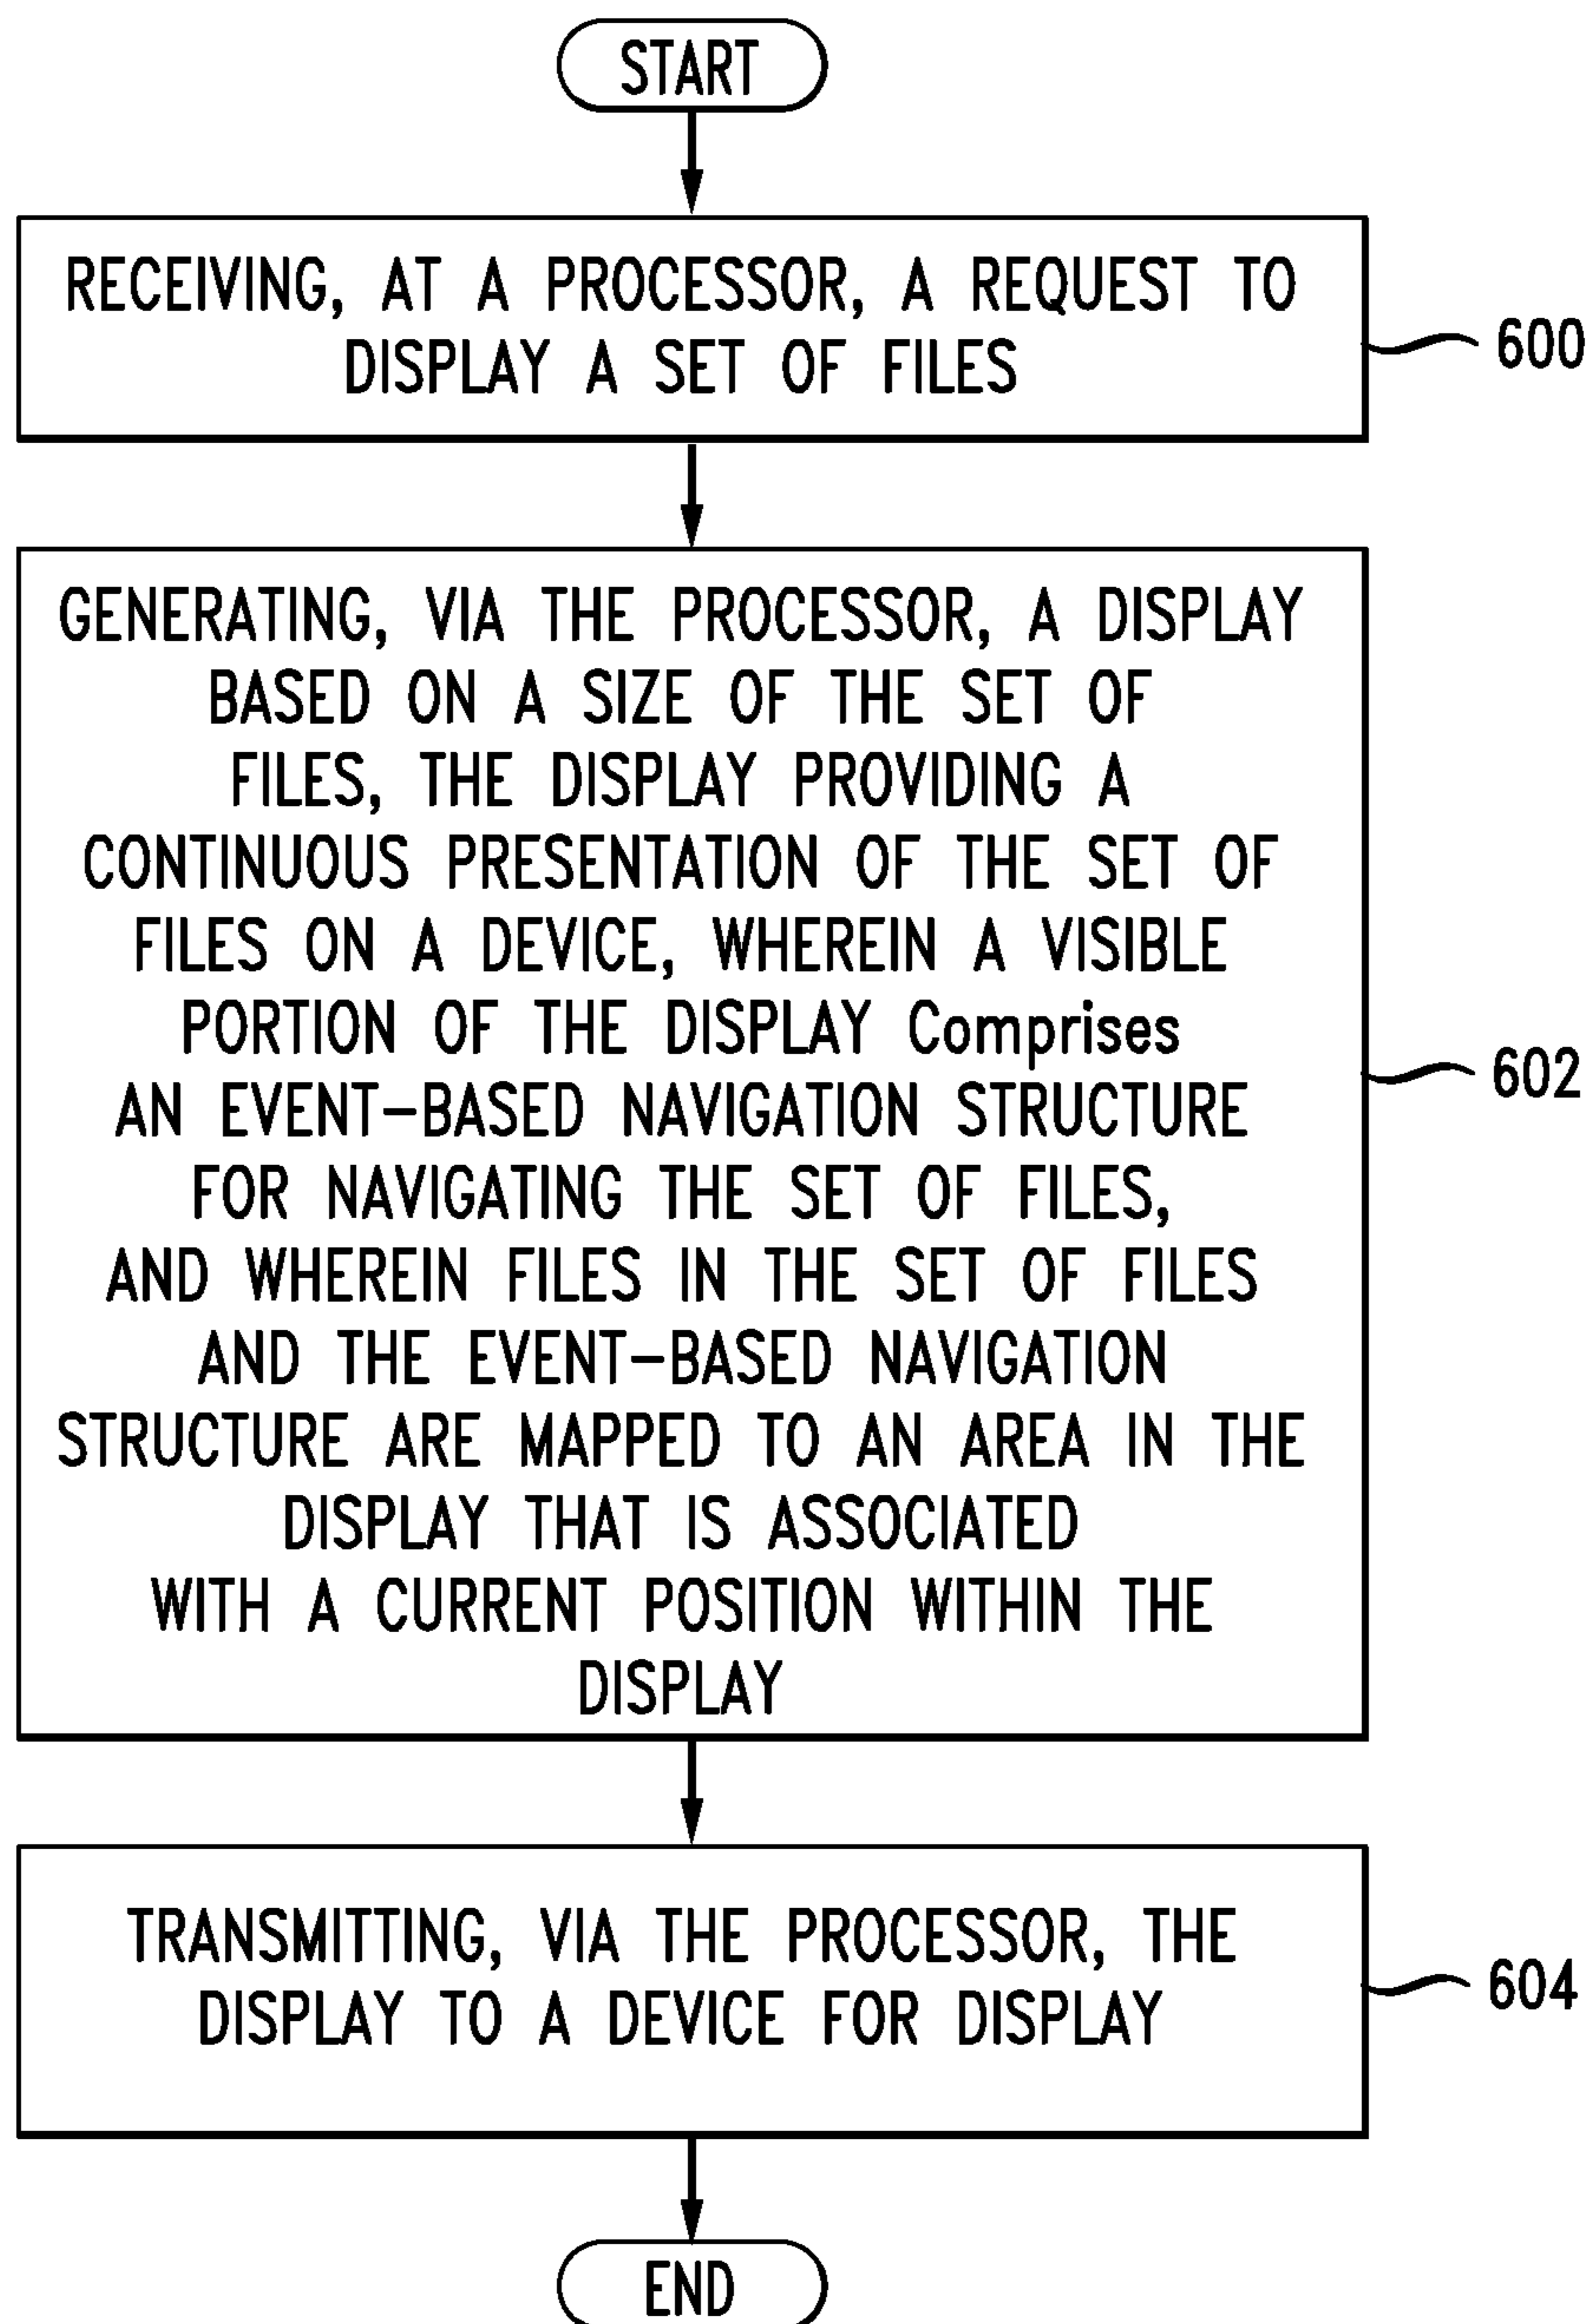 START
RECEIVING, AT A PROCESSOR, A REQUEST TO
DISPLAY A SET OF FILES
600
GENERATING, VIA THE PROCESSOR, A DISPLAY
BASED ON A SIZE OF THE SET OF
FILES, THE DISPLAY PROVIDING A
CONTINUOUS PRESENTATION OF THE SET OF
FILES ON A DEVICE, WHEREIN A VISIBLE
PORTION OF THE DISPLAY Comprises
AN EVENT-BASED NAVIGATION STRUCTURE
FOR NAVIGATING THE SET OF FILES,
AND WHEREIN FILES IN THE SET OF FILES
AND THE EVENT-BASED NAVIGATION
STRUCTURE ARE MAPPED TO AN AREA IN THE
DISPLAY THAT IS ASSOCIATED
WITH A CURRENT POSITION WITHIN THE
DISPLAY
602
TRANSMITTING, VIA THE PROCESSOR, THE
DISPLAY TO A DEVICE FOR DISPLAY
604
END